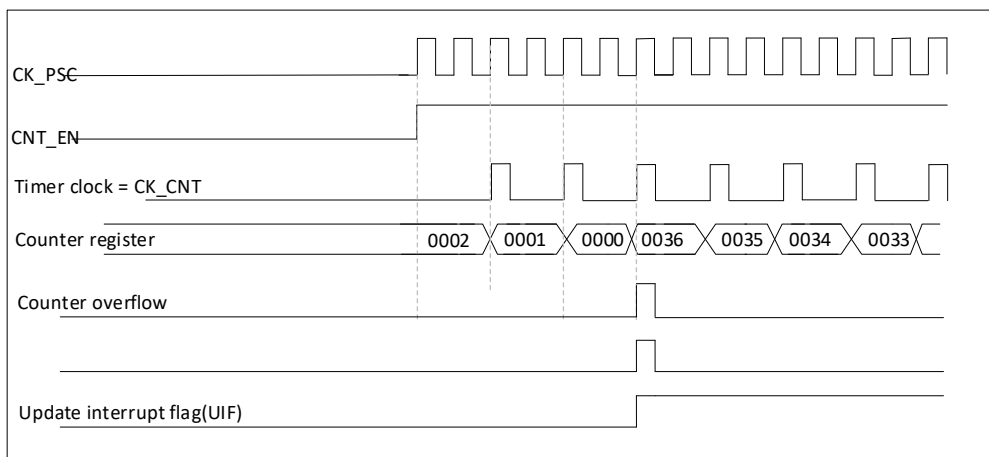 CK_PSC
CNT_EN
Timer clock = CK_CNT
Counter register 0002 0001 0000 0036 0035 0034 0033
Counter overflow
Update interrupt flag(UIF)